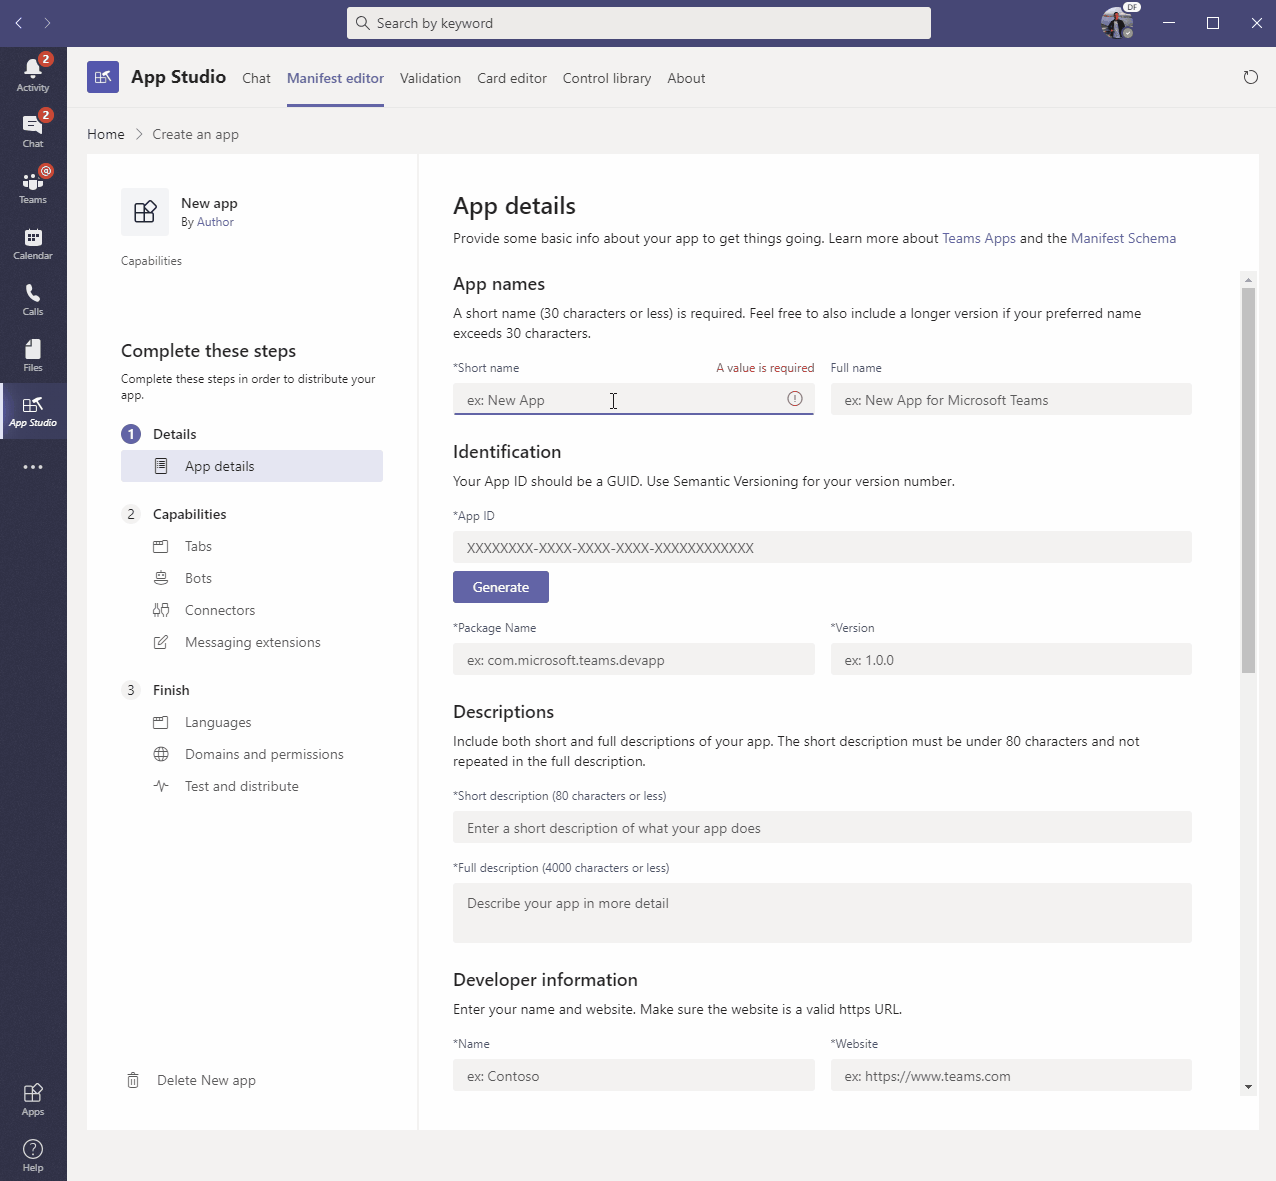 Search by keyword
DF
2
Activity
2
Chat
@
Teams
Calendar
Calls
Files
App Studio
Apps
Help
App Studio
Chat
Manifest editor
Validation
Card editor
Control library
About
Home
Create an app
New app
By Author
Capabilities
Complete these steps
Complete these steps in order to distribute your
app.
1
Details
App details
2
Capabilities
Tabs
Bots
Connectors
Messaging extensions
3
Finish
Languages
Domains and permissions
Test and distribute
Delete New app
App details
Provide some basic info about your app to get things going. Learn more about Teams Apps and the Manifest Schema
App names
A short name (30 characters or less) is required. Feel free to also include a longer version if your preferred name
exceeds 30 characters.
*Short name
A value is required
Full name
ex: New App
ex: New App for Microsoft Teams
Identification
Your App ID should be a GUID. Use Semantic Versioning for your version number.
*App ID
XXXXXXXX-XXXX-XXXX-XXXX-XXXXXXXXXXXX
Generate
*Package Name
*Version
ex: com.microsoft.teams.devapp
ex: 1.0.0
Descriptions
Include both short and full descriptions of your app. The short description must be under 80 characters and not
repeated in the full description.
*Short description (80 characters or less)
Enter a short description of what your app does
*Full description (4000 characters or less)
Describe your app in more detail
Developer information
Enter your name and website. Make sure the website is a valid https URL.
*Name
*Website
ex: Contoso
ex: https://www.teams.com